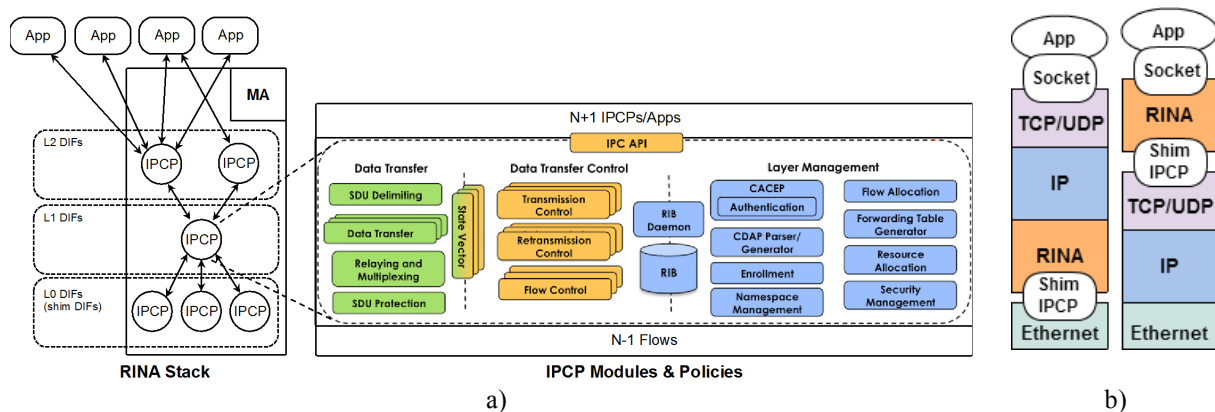 App
App
App
App
MA
L2 DIFs
IPCP
IPCP
L1 DIFs
IPCP
L0 DIFs
(shim DIFs)
IPCP
IPCP
IPCP
RINA Stack
N+1 IPCPs/Apps
IPC API
Data Transfer
SDU Delimiting
Data Transfer
Relaying and
Multiplexing
SDU Protection
State Vector
Data Transfer Control
Transmission
Control
Retransmission
Control
Flow Control
RIB
Daemon
RIB
Layer Management
CACEP
Authentication
CDAP Parser/
Generator
Enrollment
Namespace
Management
Flow Allocation
Forwarding Table
Generator
Resource
Allocation
Security
Management
N-1 Flows
IPCP Modules & Policies
a)
App
Socket
TCP/UDP
IP
RINA
Shim
IPCP
Ethernet
App
Socket
RINA
Shim
IPCP
TCP/UDP
IP
Ethernet
b)